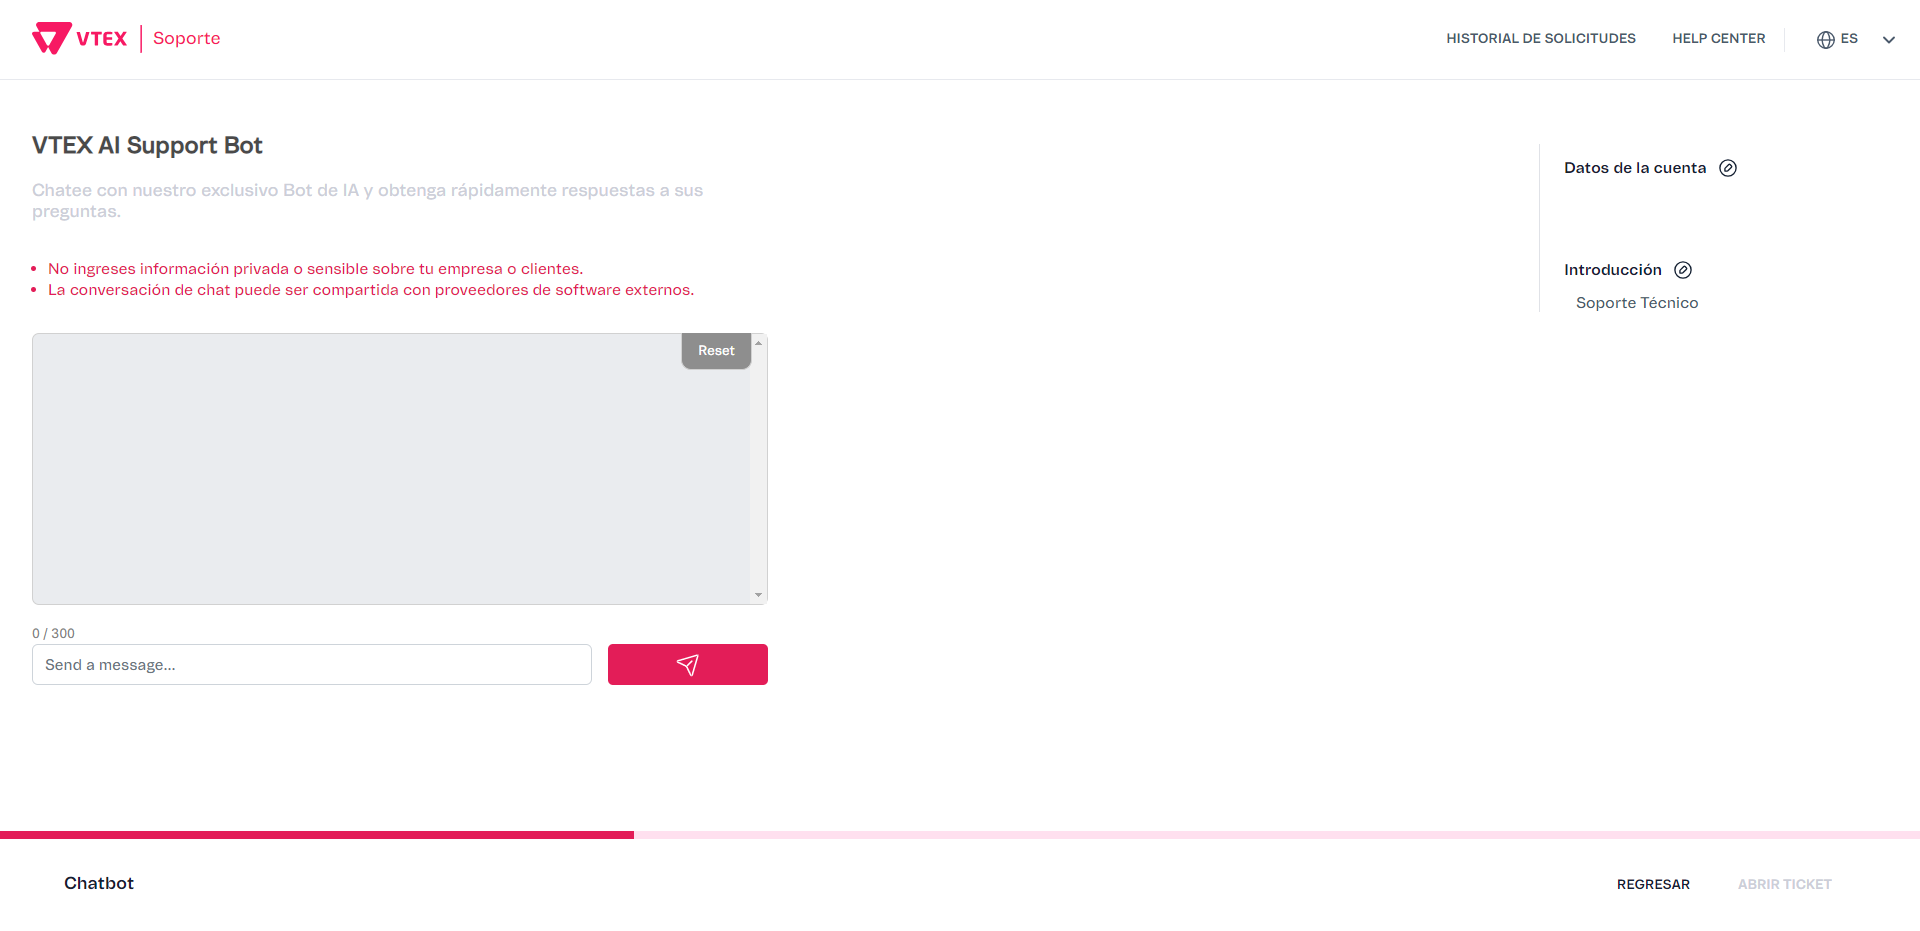 VTEX Soporte
HISTORIAL DE SOLICITUDES
HELP CENTER
ES
VTEX AI Support Bot
Chatee con nuestro exclusivo Bot de IA y obtenga rápidamente respuestas a sus
preguntas.
No ingreses información privada o sensible sobre tu empresa o clientes.
La conversación de chat puede ser compartida con proveedores de software externos.
Reset
0 / 300
Send a message...
Datos de la cuenta
Introducción
Soporte Técnico
Chatbot
REGRESAR
ABRIR TICKET